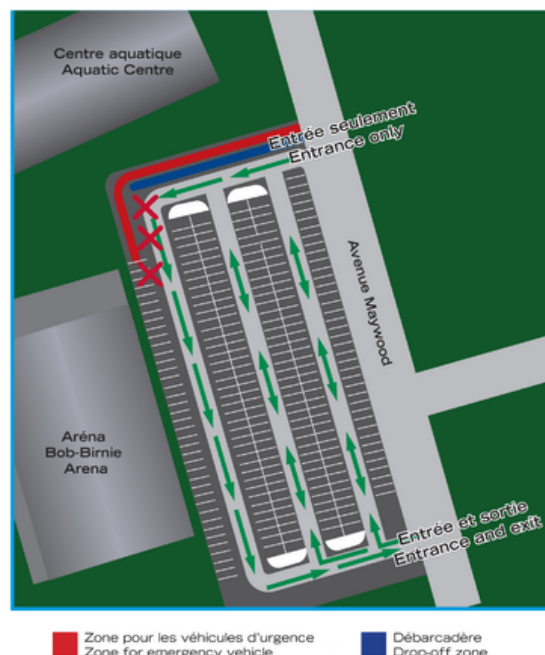 Centre aquatique
Aquatic Centre
Entrée seulement
Entrance only
Avenue Maywood
Aréna
Bob-Birnie
Arena
Entrée et sortie
Entrance and exit
Zone pour les véhicules d'urgence
Zone for emergency vehicle
Débarcadère
Drop-off zone